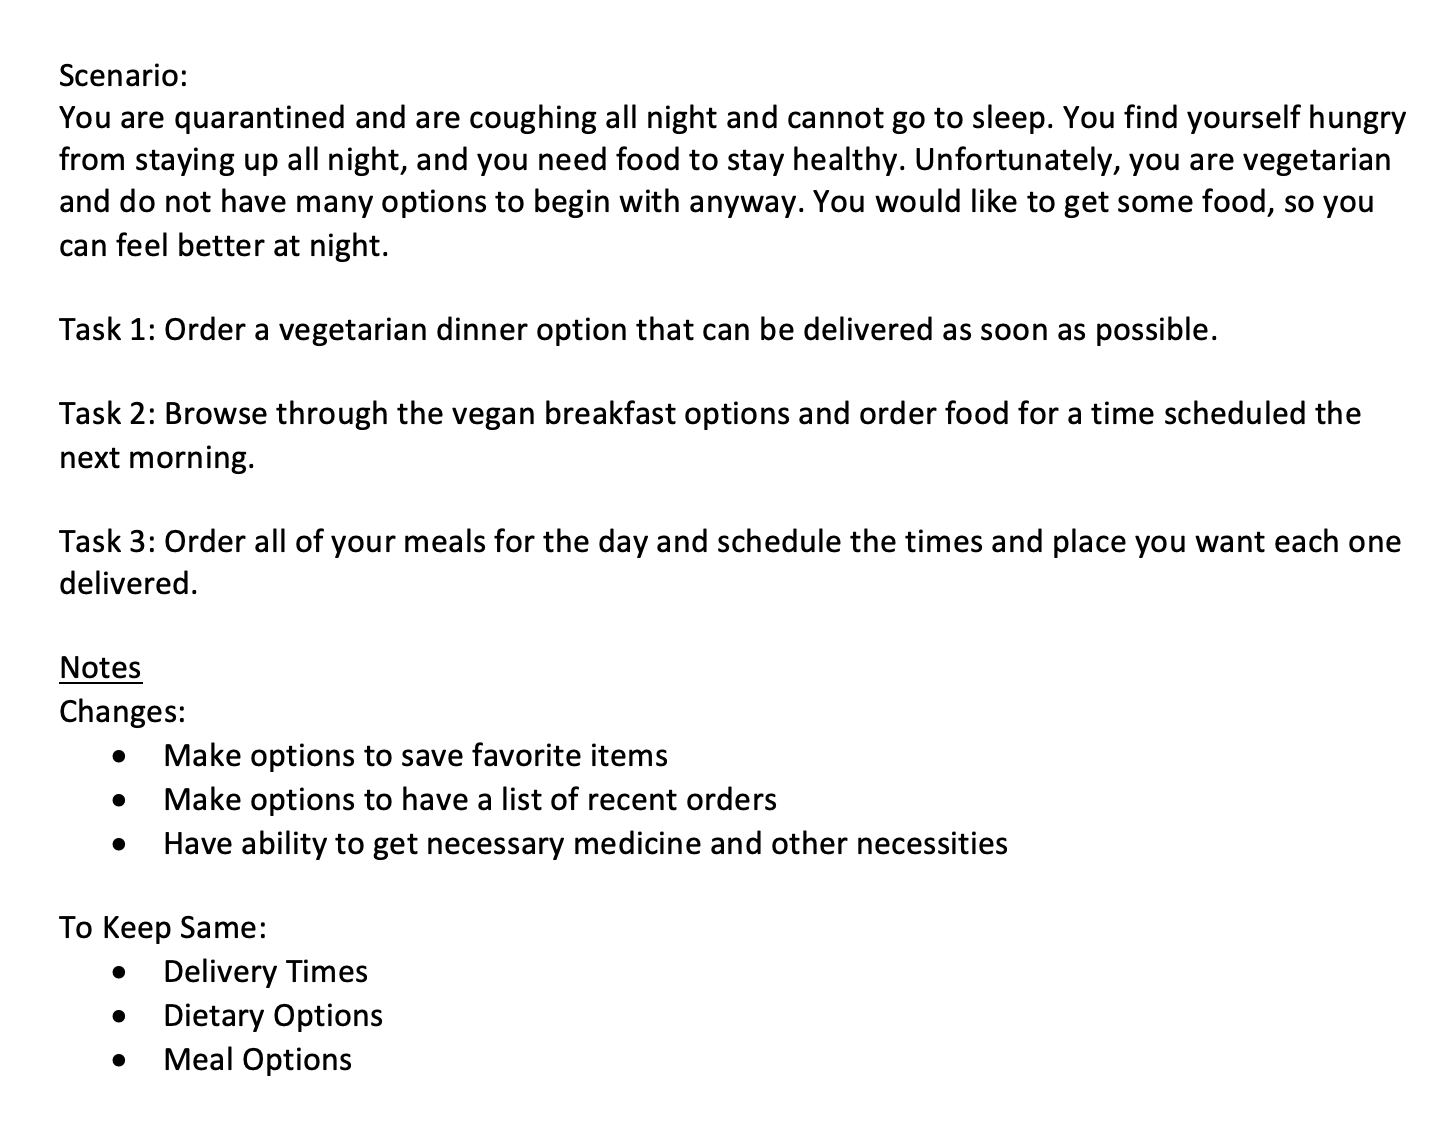 Scenario:
You are quarantined and are coughing all night and cannot go to sleep. You find yourself hungry
from staying up all night, and you need food to stay healthy. Unfortunately, you are vegetarian
and do not have many options to begin with anyway. You would like to get some food, so you
can feel better at night.
Task 1: Order a vegetarian dinner option that can be delivered as soon as possible.
Task 2: Browse through the vegan breakfast options and order food for a time scheduled the
next morning.
Task 3: Order all of your meals for the day and schedule the times and place you want each one
delivered.
Notes
Changes:
• Make options to save favorite items
• Make options to have a list of recent orders
• Have ability to get necessary medicine and other necessities
To Keep Same:
• Delivery Times
• Dietary Options
• Meal Options